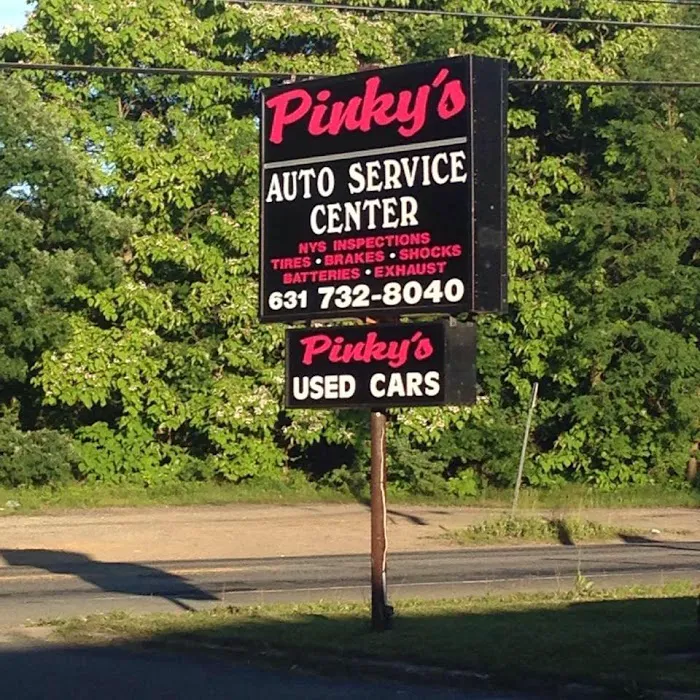 Pinky's
AUTO SERVICE
CENTER
NYS INSPECTIONS
TIRES • BRAKES • SHOCKS
BATTERIES • EXHAUST
631 732-8040
Pinky's
USED CARS